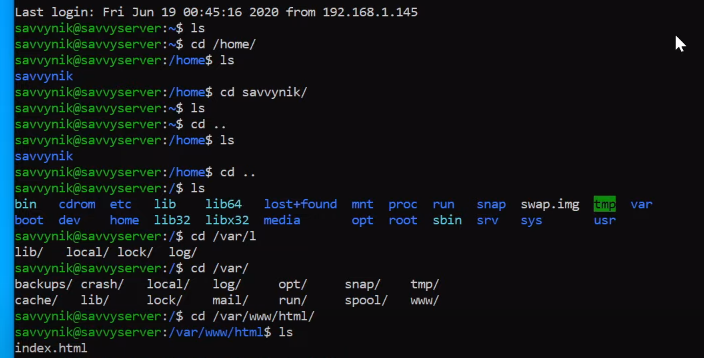 Last login: Fri Jun 19 00:45:16 2020 from 192.168.1.145
savvynik@savvyserver:~$ ls
savvynik@savvyserver:~$ cd /home/
savvynik@savvyserver:/home$ ls
savvynik
savvynik@savvyserver:/home$ cd savvynik/
savvynik@savvyserver:~$ ls
savvynik@savvyserver:~$ cd ..
savvynik@savvyserver:/home$ ls
savvynik
savvynik@savvyserver:/home$ cd ..
savvynik@savvyserver:/$ ls
bin cdrom etc lib lib64 lost+found mnt proc run snap swap.img tmp var
boot dev home lib32 libx32 media opt root sbin srv sys usr
savvynik@savvyserver:/$ cd /var/l
lib/ local/ lock/ log/
savvynik@savvyserver:/$ cd /var/
backups/ crash/ local/ log/ opt/ snap/ tmp/
cache/ lib/ lock/ mail/ run/ spool/ www/
savvynik@savvyserver:/$ cd /var/www/html/
savvynik@savvyserver:/var/www/html$ ls
index.html